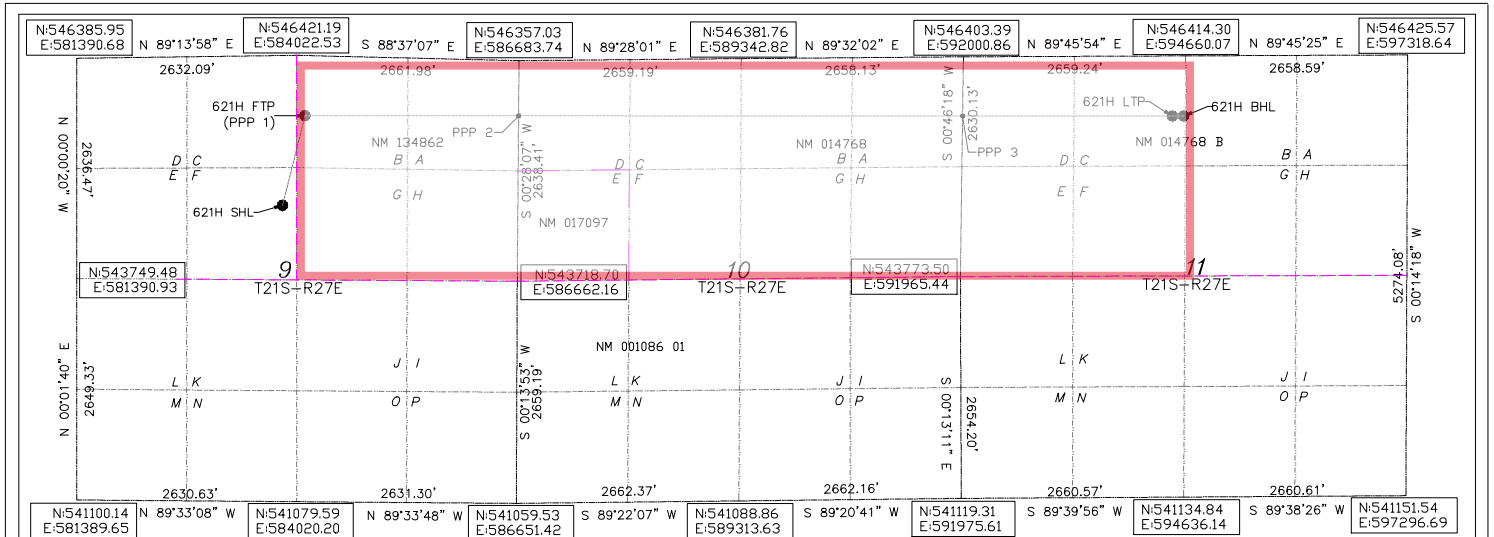 N:546385.95
E:581390.68
N 89°13'58" E
N:546421.19
E:584022.53
S 88°37'07" E
N:546357.03
E:586683.74
N 89°28'01" E
N:546381.76
E:589342.82
N 89°32'02" E
N:546403.39
E:592000.86
N 89°45'54" E
N:546414.30
E:594660.07
N 89°45'25" E
N:546425.57
E:597318.64
2632.09'
2661.98'
2659.19'
2658.13'
2659.24'
2658.59'
N 00°00'20" W
2636.47'
621H FTP
(PPP 1)
PPP 2
S 00°28'07" W
2638.41'
S 00°46'18" W
2630.13'
PPP 3
621H LTP
621H BHL
NM 134862
NM 014768
NM 014768 B
D C
E F
B A
G H
D C
E F
B A
G H
D C
E F
B A
G H
621H SHL
NM 017097
S 00°14'18" W
5274.08'
N:543749.48
E:581390.93
9
T21S-R27E
N:543718.70
E:586662.16
10
T21S-R27E
N:543773.50
E:591965.44
11
T21S-R27E
N 00°01'40" E
2649.33'
S 00°13'53" W
2659.19'
NM 001086 01
S 00°13'11" E
2654.20'
L K
M N
J I
O P
L K
M N
J I
O P
L K
M N
J I
O P
2630.63'
2631.30'
2662.37'
2662.16'
2660.57'
2660.61'
N:541100.14
E:581389.65
N 89°33'08" W
N:541079.59
E:584020.20
N 89°33'48" W
N:541059.53
E:586651.42
S 89°22'07" W
N:541088.86
E:589313.63
S 89°20'41" W
N:541119.31
E:591975.61
S 89°39'56" W
N:541134.84
E:594636.14
S 89°38'26" W
N:541151.54
E:597296.69